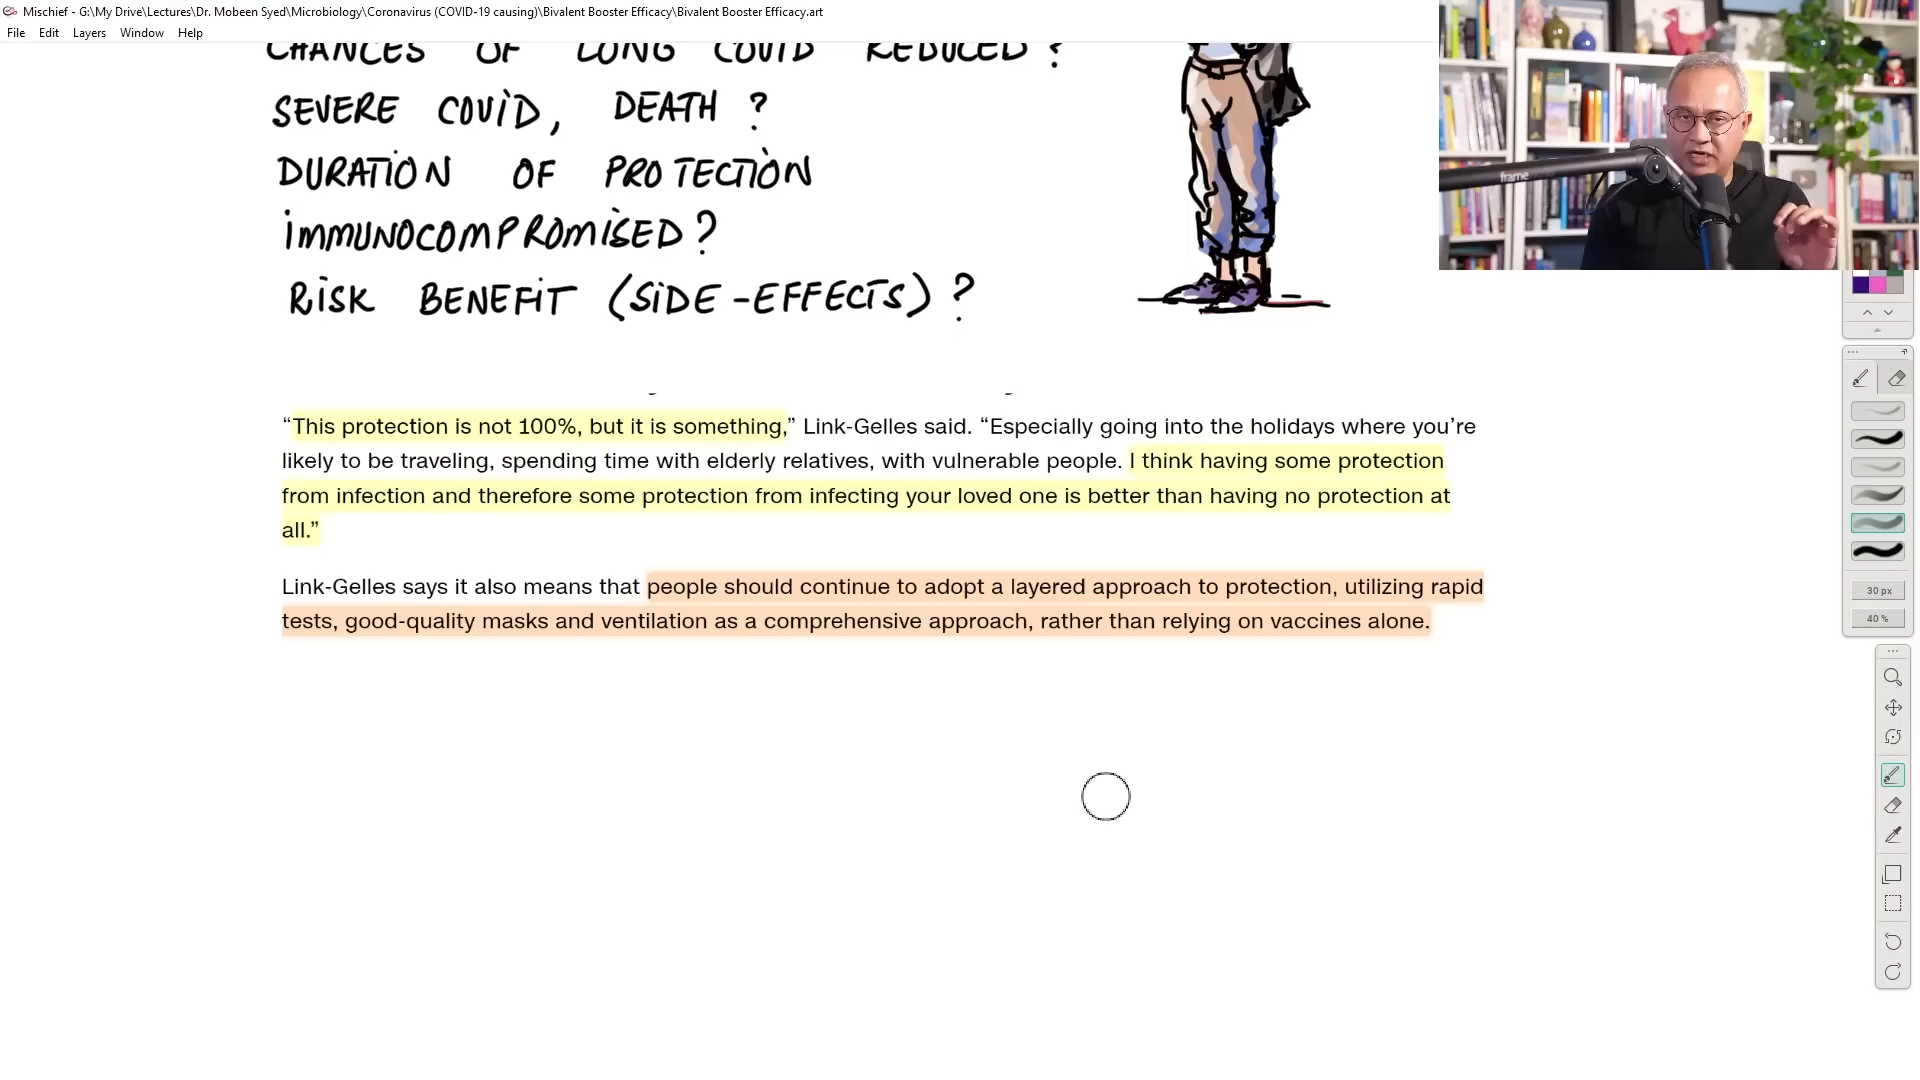 Mischief - G:\My Drive\Lectures\Dr. Mobeen Syed\Microbiology\Coronavirus (COVID-19 causing)\Bivalent Booster Efficacy\Bivalent Booster Efficacy.art
File Edit Layers Window Help
CHANCES OF LONG COVID REDUCED ?
SEVERE COVID, DEATH ?
DURATION OF PROTECTION
IMMUNOCOMPROMISED ?
RISK BENEFIT (SIDE-EFFECTS) ?
frame
“This protection is not 100%, but it is something,” Link-Gelles said. “Especially going into the holidays where you’re
likely to be traveling, spending time with elderly relatives, with vulnerable people. I think having some protection
from infection and therefore some protection from infecting your loved one is better than having no protection at
all.”
Link-Gelles says it also means that people should continue to adopt a layered approach to protection, utilizing rapid
tests, good-quality masks and ventilation as a comprehensive approach, rather than relying on vaccines alone.
30 px
40 %